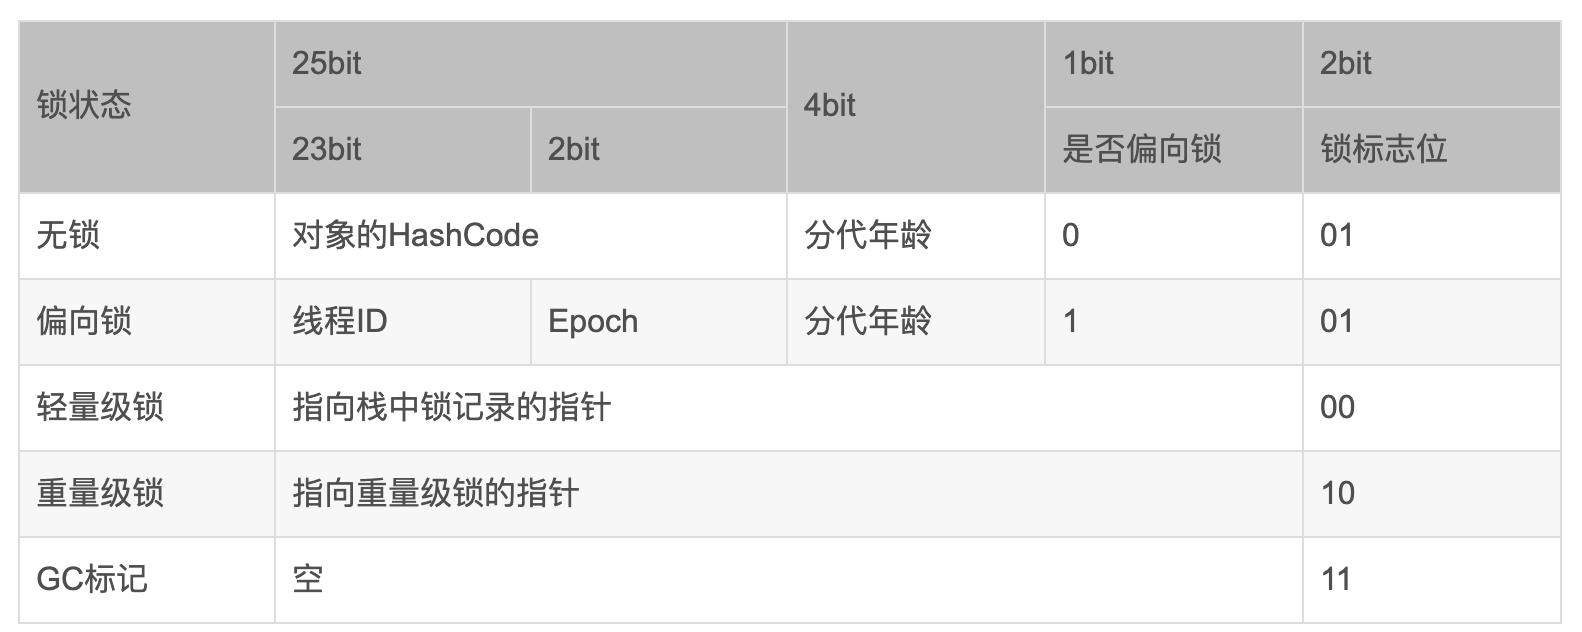 锁状态 25bit 4bit 1bit 2bit
23bit 2bit 是否偏向锁 锁标志位
无锁 对象的HashCode 分代年龄 0 01
偏向锁 线程ID Epoch 分代年龄 1 01
轻量级锁 指向栈中锁记录的指针 00
重量级锁 指向重量级锁的指针 10
GC标记 空 11